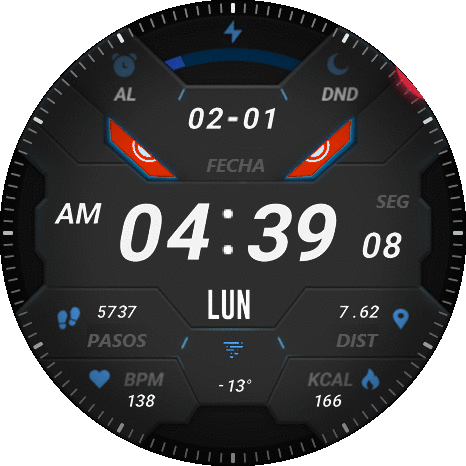 AL DND
02-01
FECHA
AM 04:39 SEG 08
LUN
5737 7.62
PASOS DIST
BPM -13° KCAL
138 166